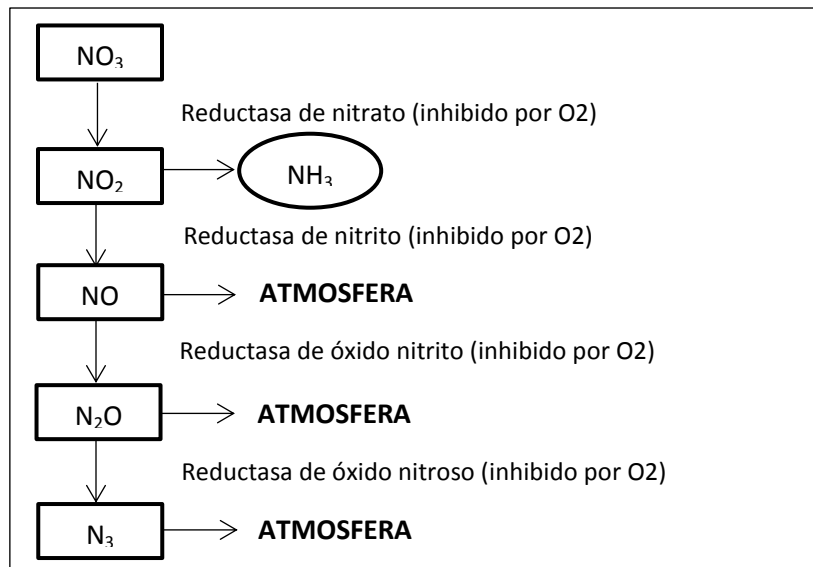 NO₃
Reductasa de nitrato (inhibido por O2)
NO₂
NH₃
Reductasa de nitrito (inhibido por O2)
NO
ATMOSFERA
Reductasa de óxido nitrito (inhibido por O2)
N₂O
ATMOSFERA
Reductasa de óxido nitroso (inhibido por O2)
N₃
ATMOSFERA